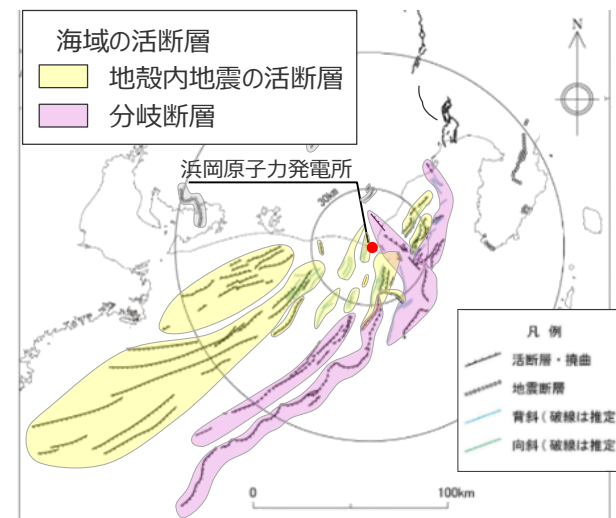 海域の活断層
地殻内地震の活断層
分岐断層
浜岡原子力発電所
30km
N
凡 例
活断層・撓曲
地震断層
背斜(破線は推定
向斜(破線は推定
0
100km